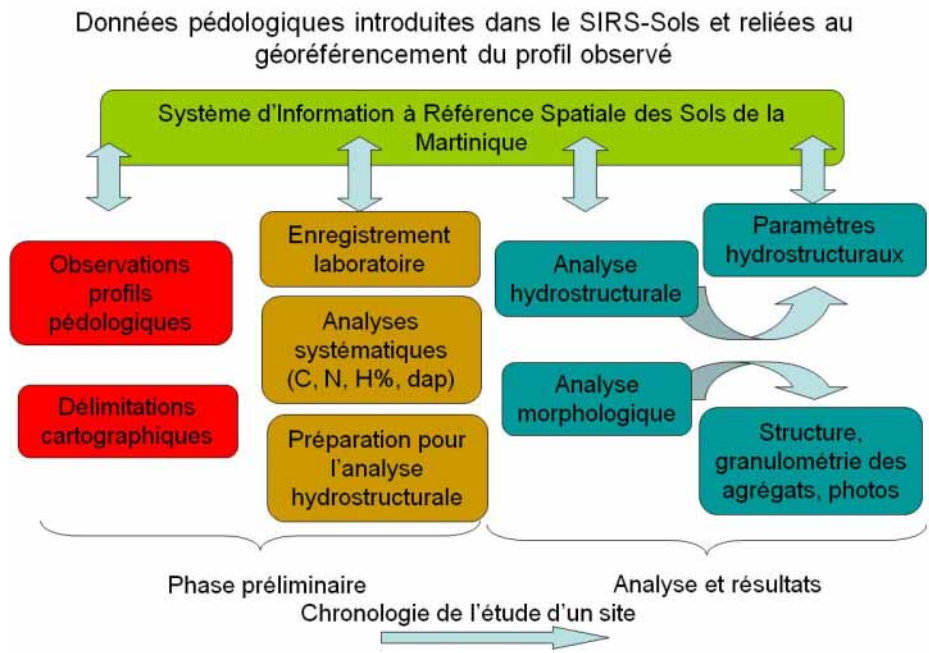 Données pédologiques introduites dans le SIRS-Sols et reliées au
géoréférencement du profil observé
Système d'Information à Référence Spatiale des Sols de la
Martinique
Observations
profils
pédologiques
Délimitations
cartographiques
Enregistrement
laboratoire
Analyses
systématiques
(C, N, H%, dap)
Préparation pour
l'analyse
hydrostructurale
Analyse
hydrostructurale
Analyse
morphologique
Paramètres
hydrostructuraux
Structure,
granulométrie des
agrégats, photos
Phase préliminaire
Analyse et résultats
Chronologie de l'étude d'un site